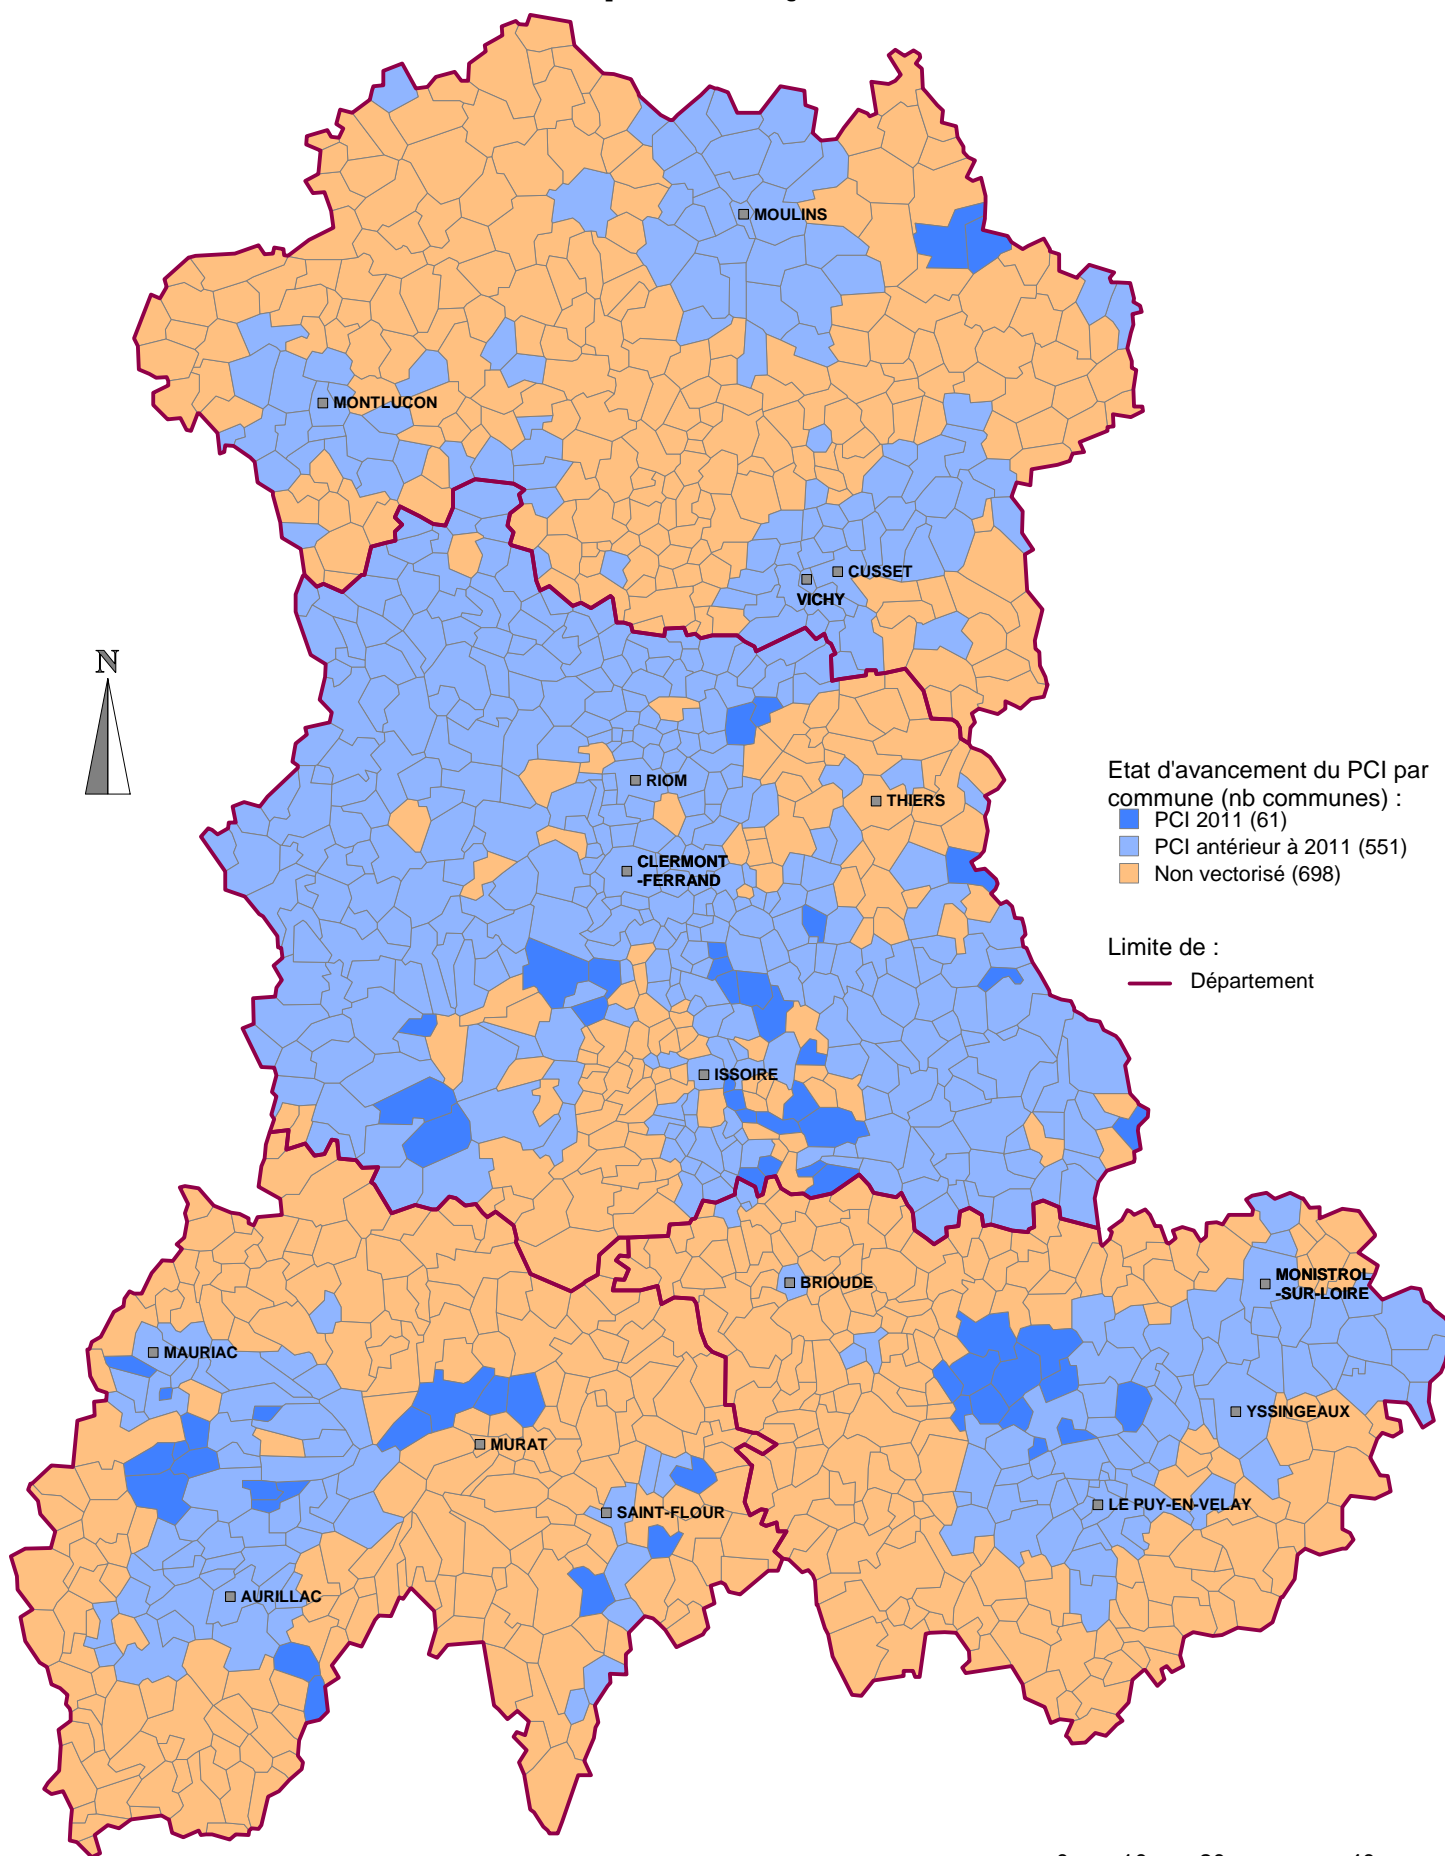 MOULINS
MONTLUCON
CUSSET
VICHY
N
RIOM
THIERS
CLERMONT
-FERRAND
Etat d'avancement du PCI par
commune (nb communes) :
PCI 2011 (61)
PCI antérieur à 2011 (551)
Non vectorisé (698)
Limite de :
Département
ISSOIRE
BRIOUDE
MONISTROL
-SUR-LOIRE
MAURIAC
YSSINGEAUX
MURAT
LE PUY-EN-VELAY
SAINT-FLOUR
AURILLAC